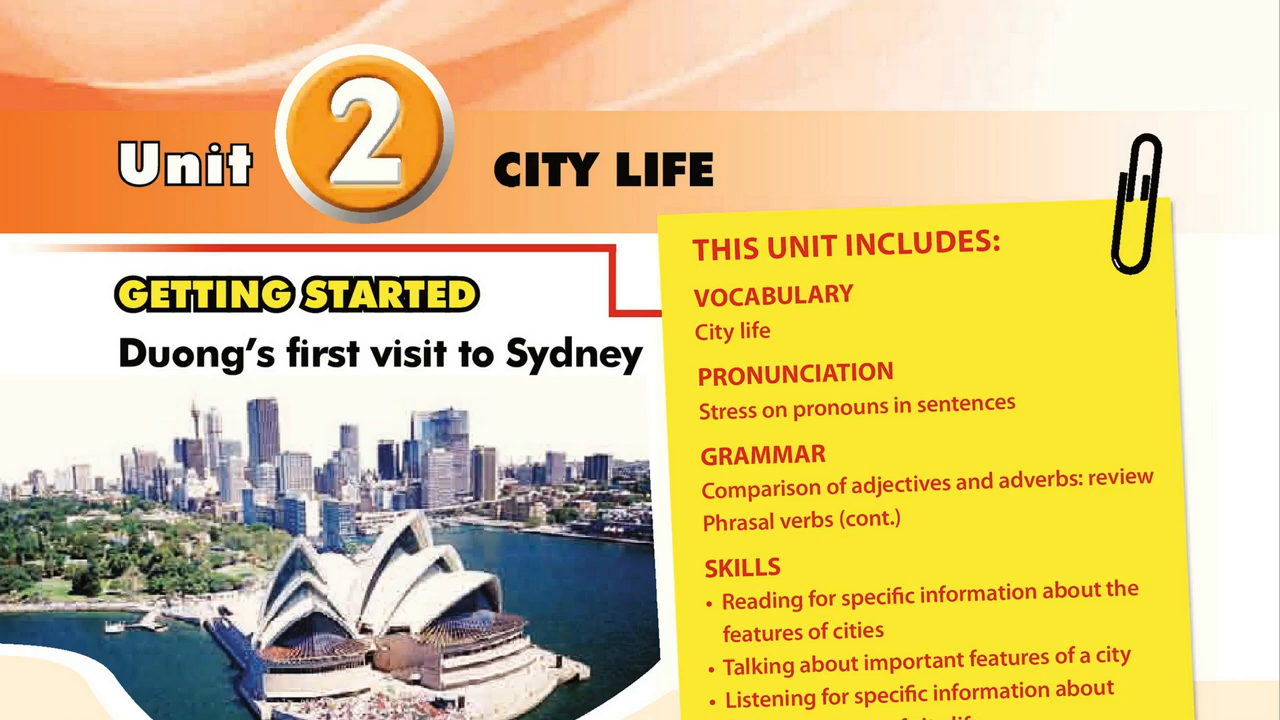 Unit 2 CITY LIFE
GETTING STARTED
Duong's first visit to Sydney
THIS UNIT INCLUDES:
VOCABULARY
City life
PRONUNCIATION
Stress on pronouns in sentences
GRAMMAR
Comparison of adjectives and adverbs: review
Phrasal verbs (cont.)
SKILLS
• Reading for specific information about the
features of cities
• Talking about important features of a city
• Listening for specific information about